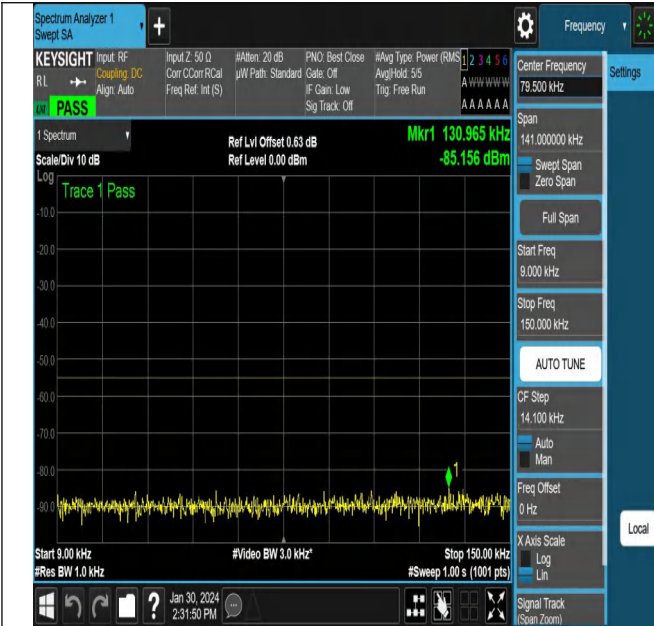 Spectrum Analyzer 1
Swept SA
+
Frequency
KEYSIGHT
Input: RF
Coupling: DC
Align: Auto
Input Z: 50 Ω
Corr CCorr RCal
Freq Ref: Int (S)
#Atten: 20 dB
µW Path: Standard
PNO: Best Close
Gate: Off
IF Gain: Low
Sig Track: Off
#Avg Type: Power (RMS
Avg|Hold: 5/5
Trig: Free Run
1 2 3 4 5 6
A W W W W W
A A A A A A
R L
LXI
PASS
1 Spectrum
Scale/Div 10 dB
Ref Lvl Offset 0.63 dB
Ref Level 0.00 dBm
Mkr1 130.965 kHz
-85.156 dBm
Log
Trace 1 Pass
-10.0
-20.0
-30.0
-40.0
-50.0
-60.0
-70.0
-80.0
-90.0
1
Start 9.00 kHz
#Res BW 1.0 kHz
#Video BW 3.0 kHz*
Stop 150.00 kHz
#Sweep 1.00 s (1001 pts)
?
Jan 30, 2024
2:31:50 PM
Center Frequency
79.500 kHz
Span
141.000000 kHz
Swept Span
Zero Span
Full Span
Start Freq
9.000 kHz
Stop Freq
150.000 kHz
AUTO TUNE
CF Step
14.100 kHz
Auto
Man
Freq Offset
0 Hz
X Axis Scale
Log
Lin
Signal Track
(Span Zoom)
Settings
Local